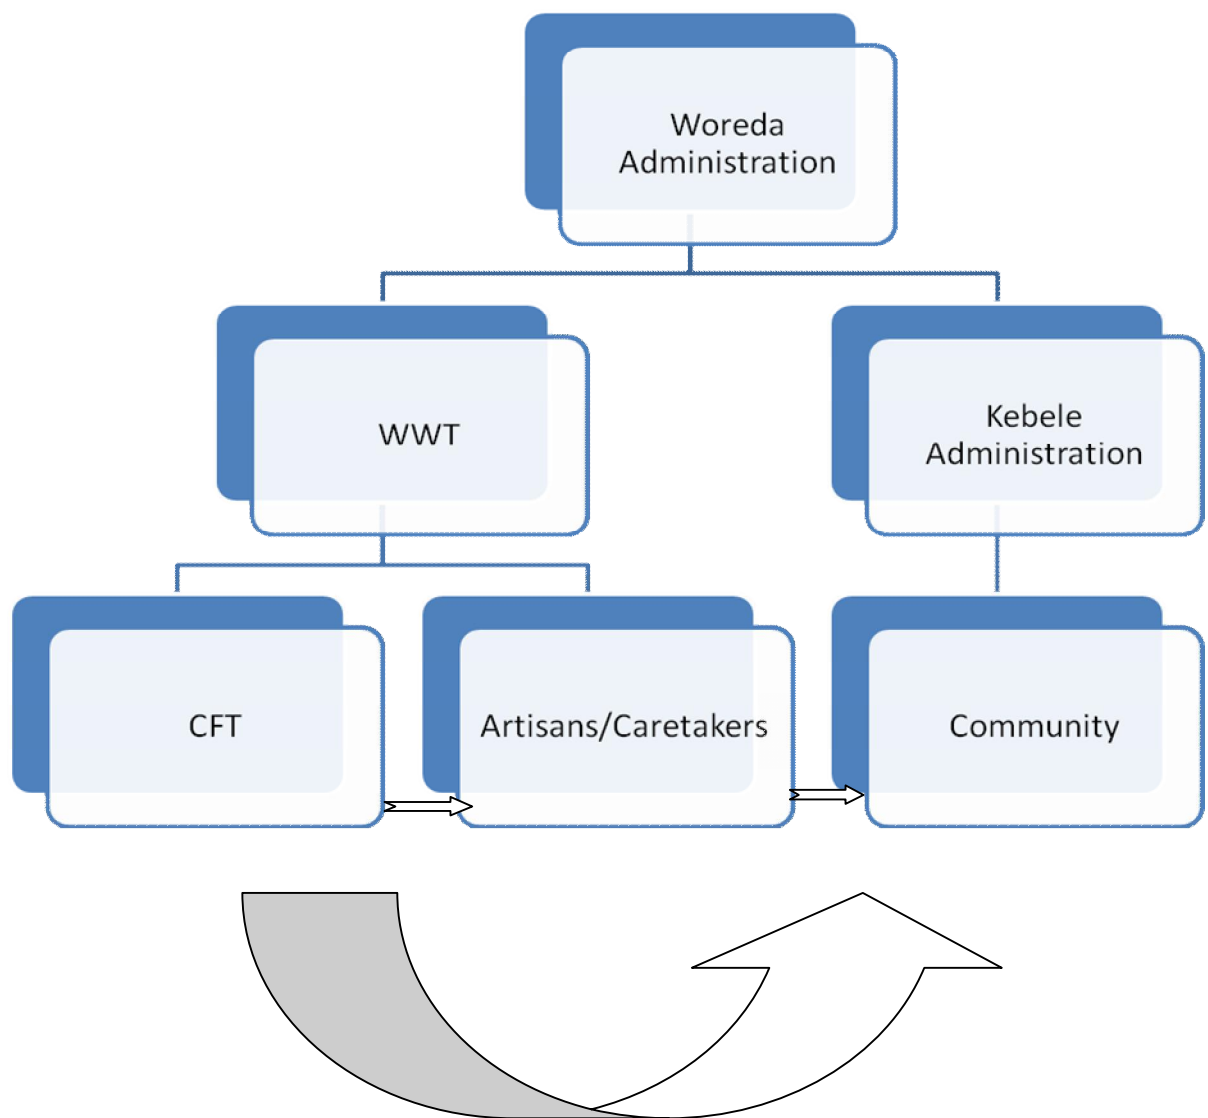 Woreda
Administration
WWT
Kebele
Administration
CFT
Artisans/Caretakers
Community